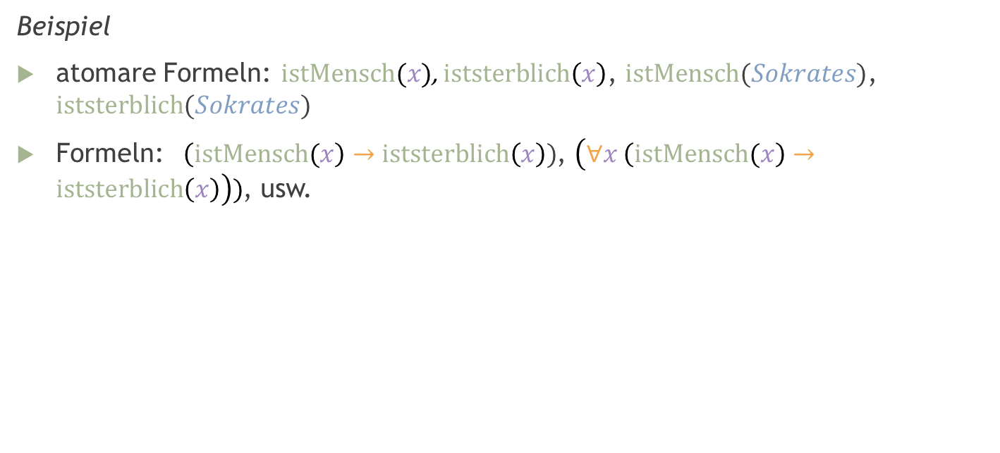 Beispiel
▶ atomare Formeln: istMensch(x), iststerblich(x), istMensch(Sokrates),
iststerblich(Sokrates)
▶ Formeln: (istMensch(x) → iststerblich(x)), (∀x (istMensch(x) →
iststerblich(x))), usw.